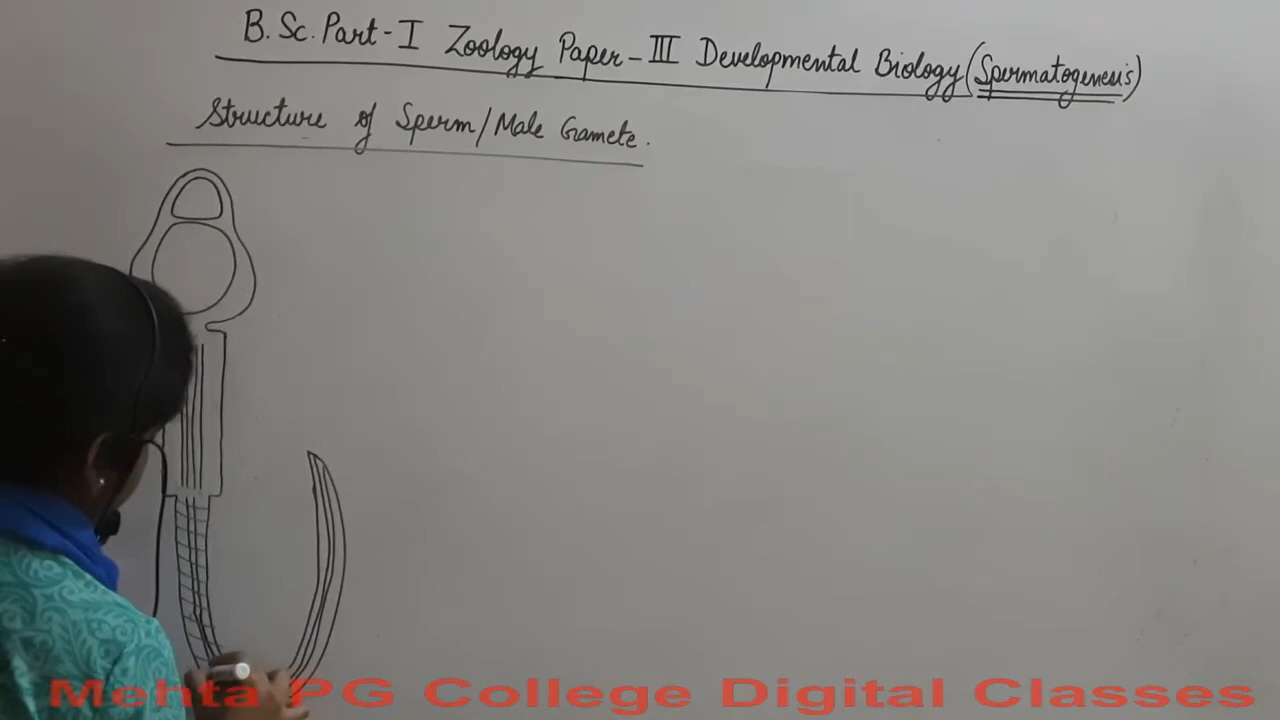 B.Sc. Part-I Zoology Paper-III Developmental Biology (Spermatogenesis)
Structure of Sperm/Male Gamete.
Mehta PG College Digital Classes